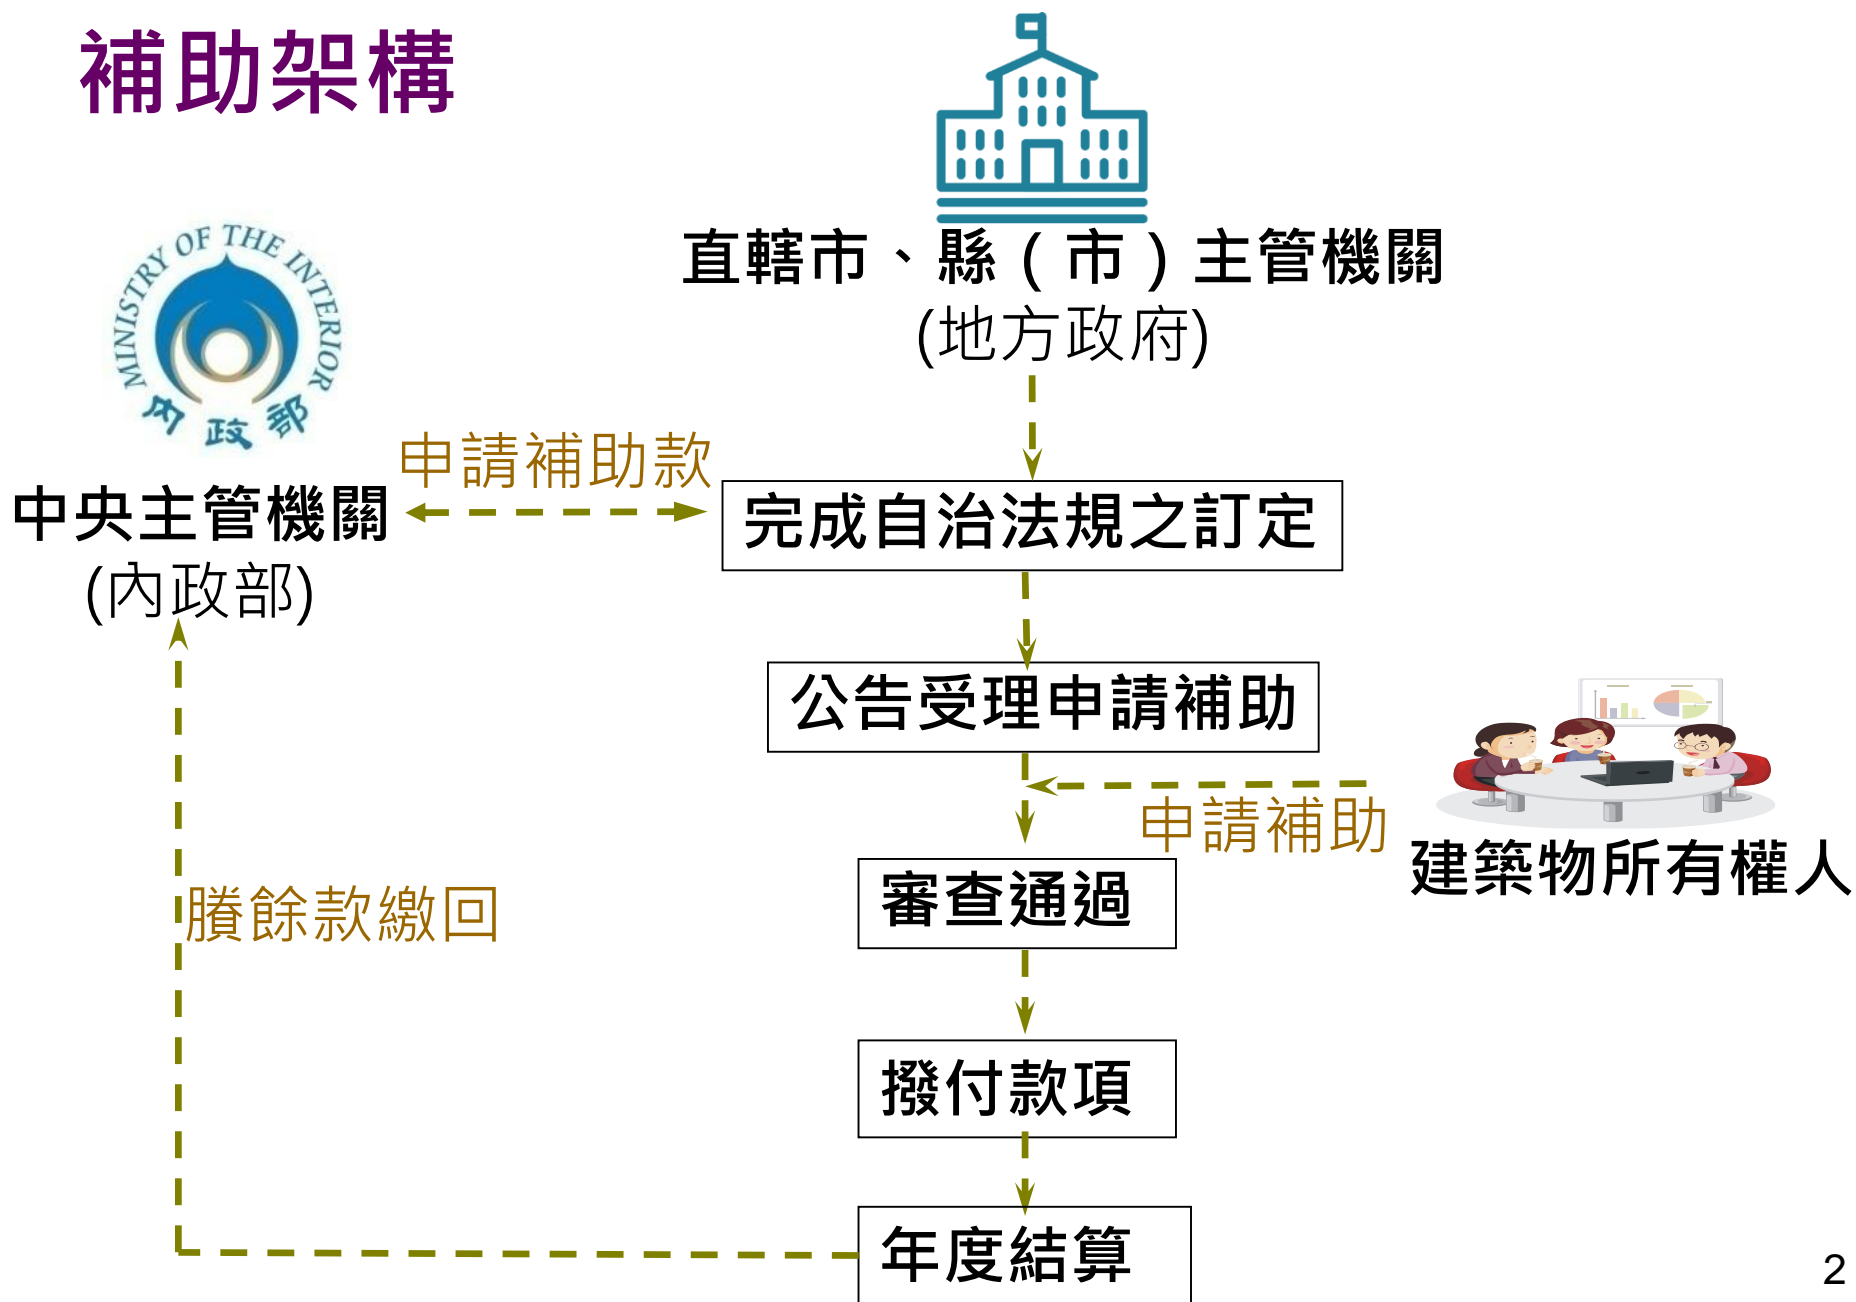 補助架構
直轄市、縣（市）主管機關
(地方政府)
MINISTRY OF THE INTERIOR
內政部
申請補助款
中央主管機關
(內政部)
完成自治法規之訂定
公告受理申請補助
申請補助
建築物所有權人
審查通過
賸餘款繳回
撥付款項
年度結算
2